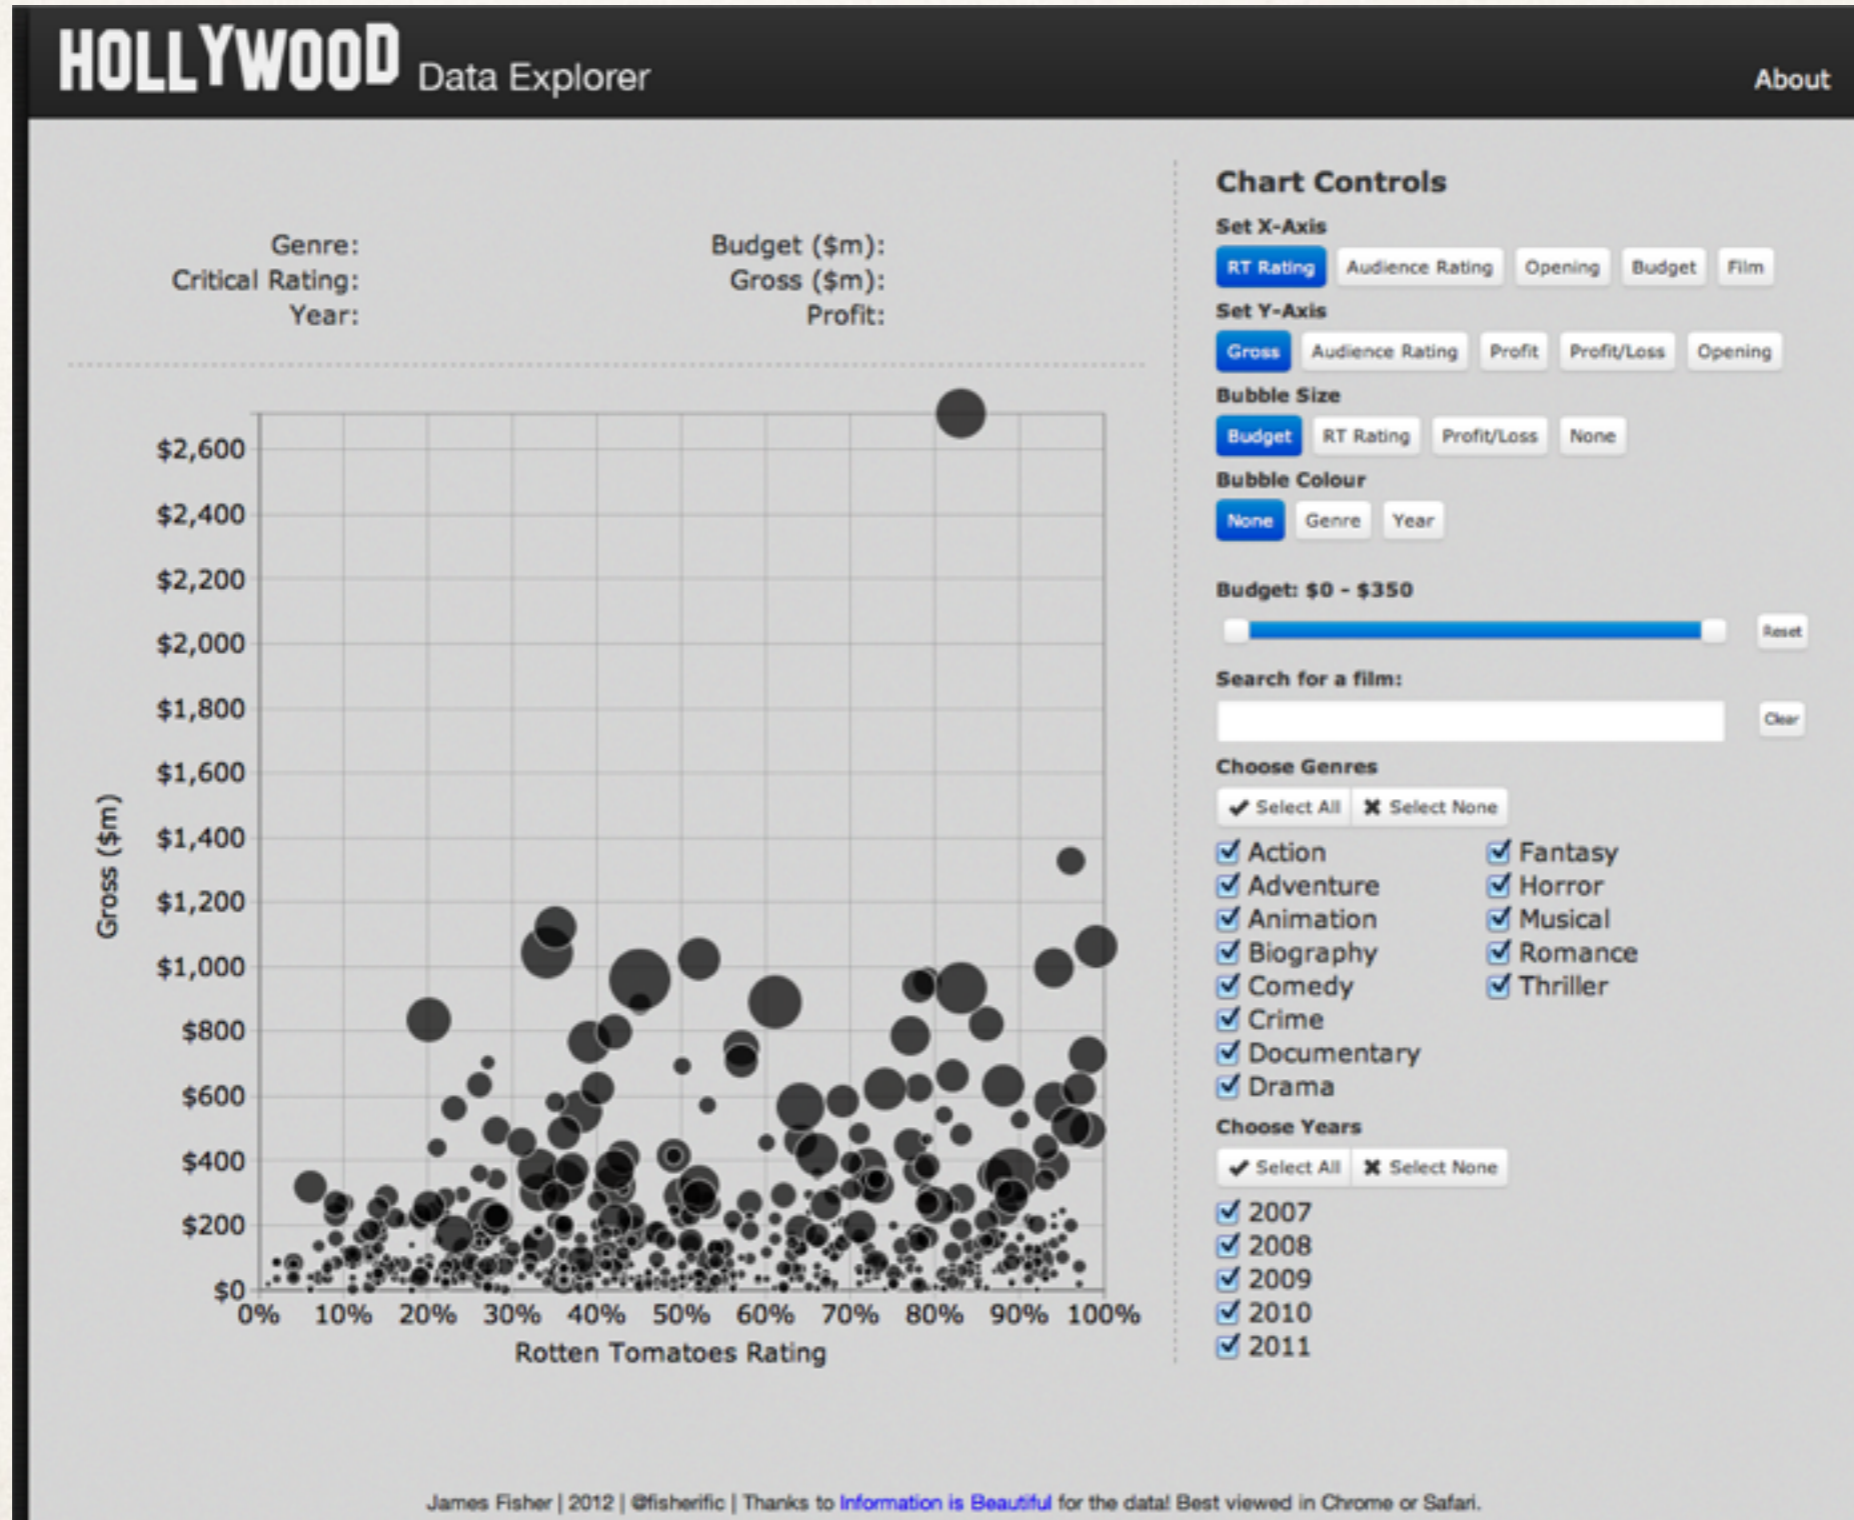 HOLLYWOOD Data Explorer
About
Genre:
Critical Rating:
Year:
Budget ($m):
Gross ($m):
Profit:
$2,600
$2,400
$2,200
$2,000
$1,800
$1,600
$1,400
$1,200
$1,000
$800
$600
$400
$200
$0
Gross ($m)
0% 10% 20% 30% 40% 50% 60% 70% 80% 90% 100%
Rotten Tomatoes Rating
Chart Controls
Set X-Axis
RT Rating Audience Rating Opening Budget Film
Set Y-Axis
Gross Audience Rating Profit Profit/Loss Opening
Bubble Size
Budget RT Rating Profit/Loss None
Bubble Colour
None Genre Year
Budget: $0 - $350
Reset
Search for a film:
Clear
Choose Genres
Select All Select None
Action
Adventure
Animation
Biography
Comedy
Crime
Documentary
Drama
Fantasy
Horror
Musical
Romance
Thriller
Choose Years
Select All Select None
2007
2008
2009
2010
2011
James Fisher | 2012 | @fisherific | Thanks to Information is Beautiful for the data! Best viewed in Chrome or Safari.